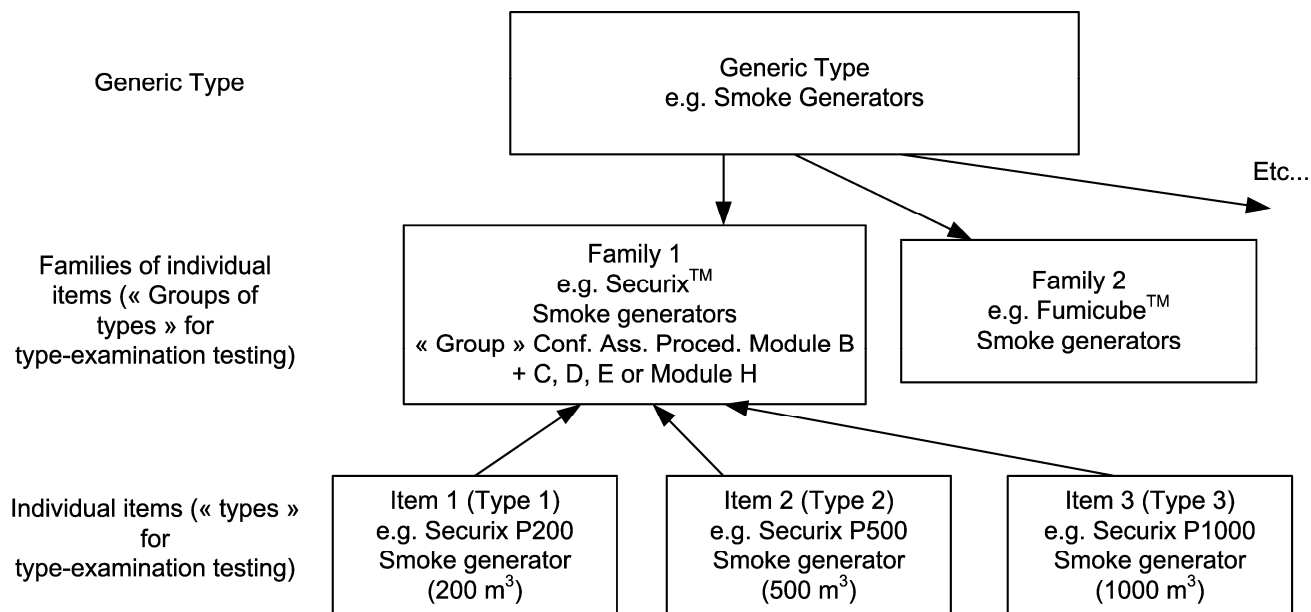 Generic Type
Generic Type
e.g. Smoke Generators
Etc...
Families of individual
items (« Groups of
types » for
type-examination testing)
Family 1
e.g. Securix™
Smoke generators
« Group » Conf. Ass. Proced. Module B
+ C, D, E or Module H
Family 2
e.g. Fumicube™
Smoke generators
Individual items (« types »
for
type-examination testing)
Item 1 (Type 1)
e.g. Securix P200
Smoke generator
(200 m³)
Item 2 (Type 2)
e.g. Securix P500
Smoke generator
(500 m³)
Item 3 (Type 3)
e.g. Securix P1000
Smoke generator
(1000 m³)